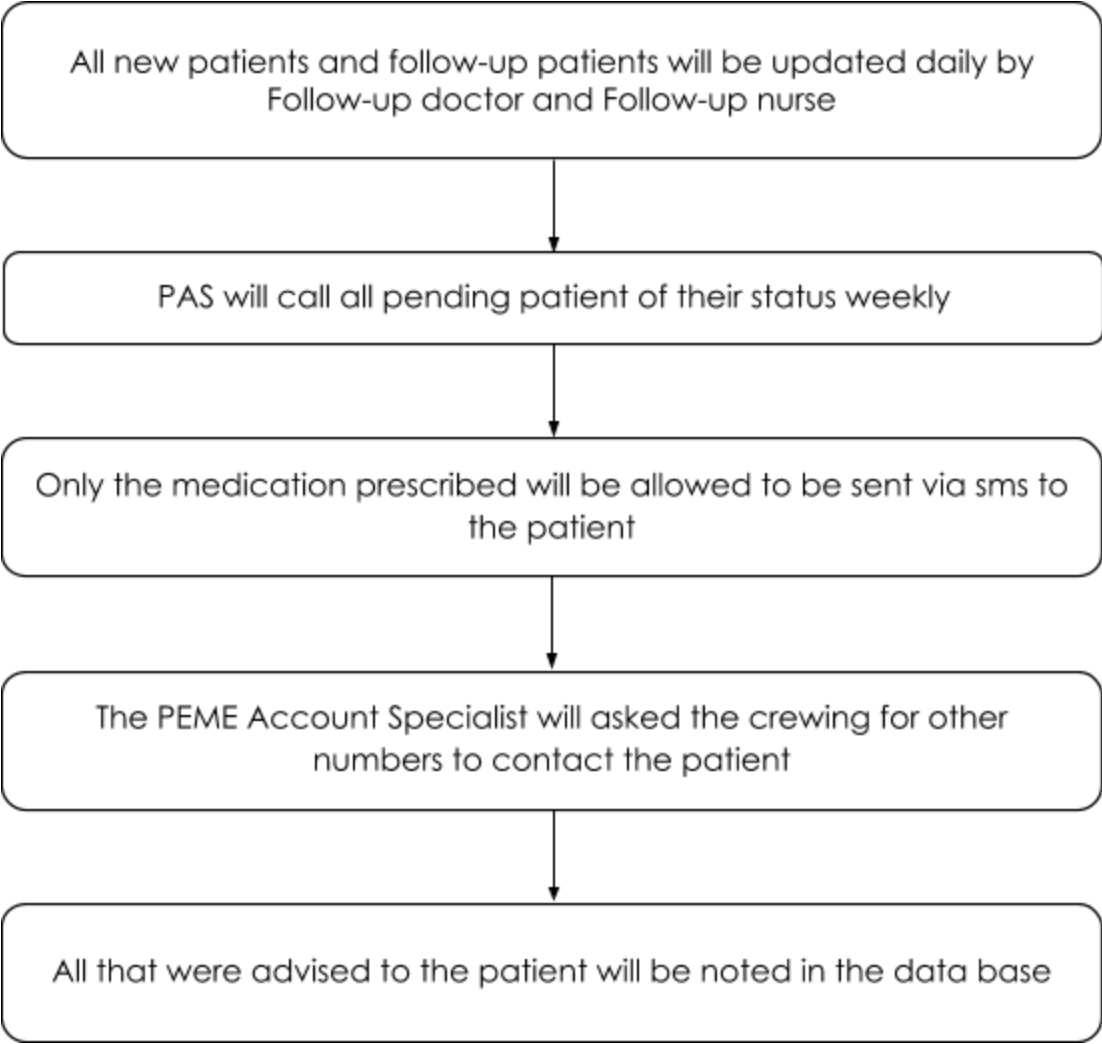 All new patients and follow-up patients will be updated daily by
Follow-up doctor and Follow-up nurse
PAS will call all pending patient of their status weekly
Only the medication prescribed will be allowed to be sent via sms to
the patient
The PEME Account Specialist will asked the crewing for other
numbers to contact the patient
All that were advised to the patient will be noted in the data base